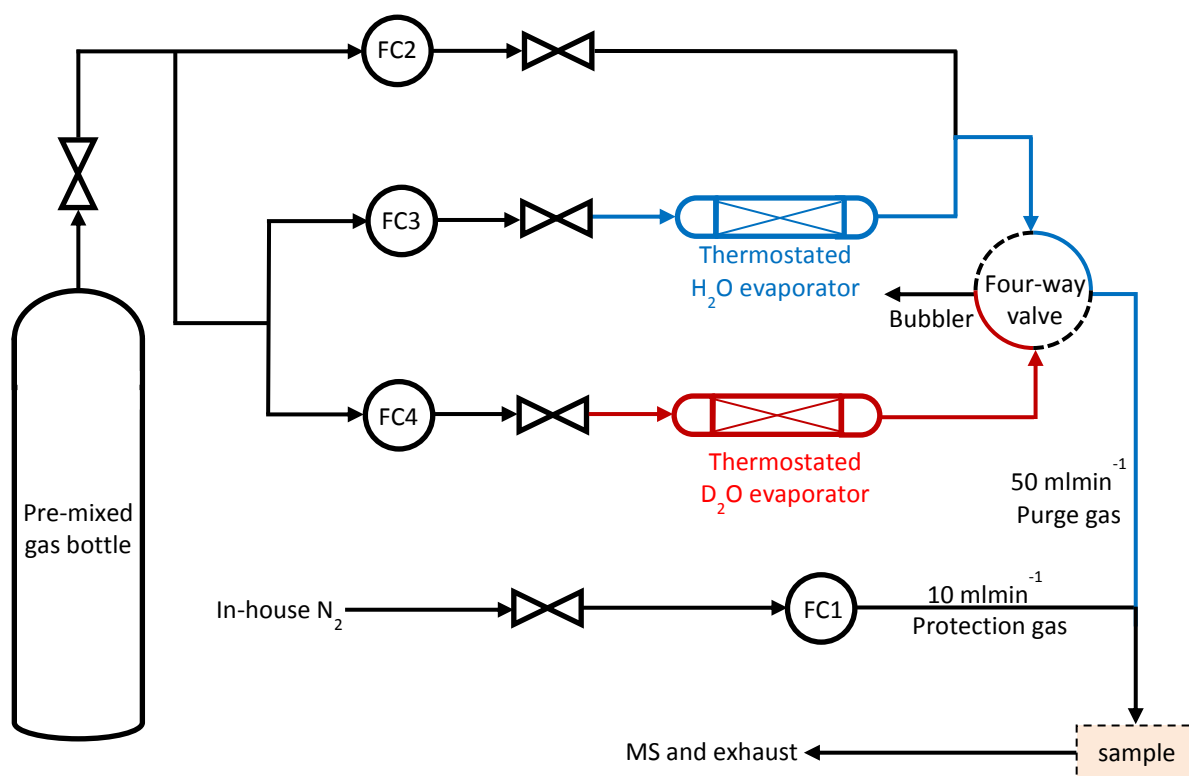 FC2
FC3
Thermostated
H₂O evaporator
Four-way
valve
Bubbler
FC4
Thermostated
D₂O evaporator
50 mlmin⁻¹
Purge gas
Pre-mixed
gas bottle
In-house N₂
FC1
10 mlmin⁻¹
Protection gas
MS and exhaust
sample